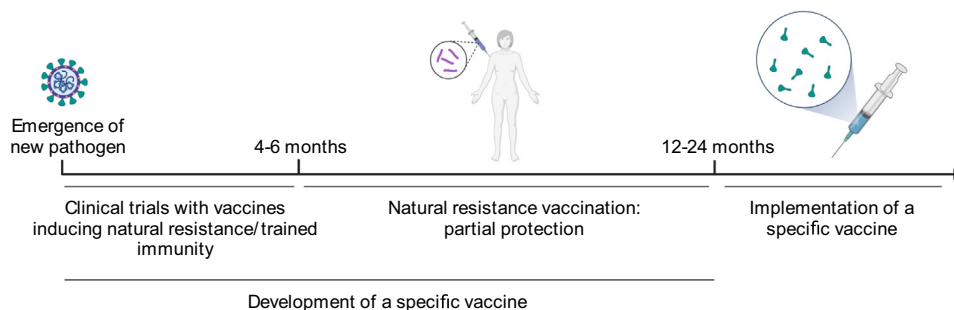 Emergence of
new pathogen
4-6 months
12-24 months
Clinical trials with vaccines
inducing natural resistance/trained
immunity
Natural resistance vaccination:
partial protection
Implementation of a
specific vaccine
Development of a specific vaccine